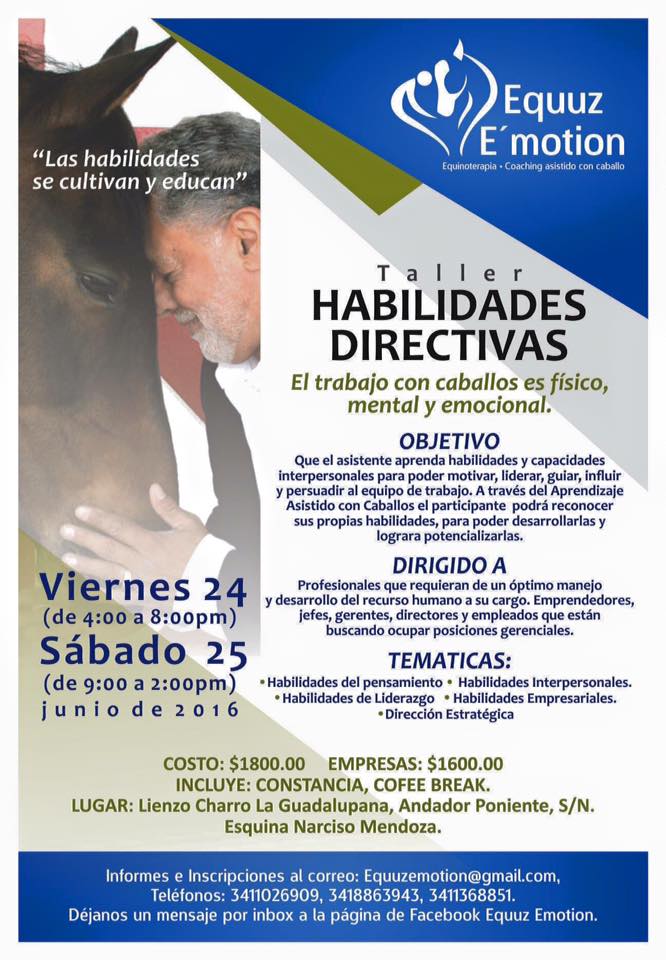 Equuz
E´motion
Equinoterapia • Coaching asistido con caballo
“Las habilidades
se cultivan y educan”
Taller
HABILIDADES
DIRECTIVAS
El trabajo con caballos es físico,
mental y emocional.
OBJETIVO
Que el asistente aprenda habilidades y capacidades
interpersonales para poder motivar, liderar, guiar, influir
y persuadir al equipo de trabajo. A través del Aprendizaje
Asistido con Caballos el participante podrá reconocer
sus propias habilidades, para poder desarrollarlas y
lograra potencializarlas.
DIRIGIDO A
Profesionales que requieran de un óptimo manejo
y desarrollo del recurso humano a su cargo. Emprendedores,
jefes, gerentes, directores y empleados que están
buscando ocupar posiciones gerenciales.
Viernes 24
(de 4:00 a 8:00pm)
Sábado 25
(de 9:00 a 2:00pm)
junio de 2016
TEMATICAS:
•Habilidades del pensamiento • Habilidades Interpersonales.
•Habilidades de Liderazgo • Habilidades Empresariales.
•Dirección Estratégica
COSTO: $1800.00 EMPRESAS: $1600.00
INCLUYE: CONSTANCIA, COFEE BREAK.
LUGAR: Lienzo Charro La Guadalupana, Andador Poniente, S/N.
Esquina Narciso Mendoza.
Informes e Inscripciones al correo: Equuzemotion@gmail.com,
Teléfonos: 3411026909, 3418863943, 3411368851.
Déjanos un mensaje por inbox a la página de Facebook Equuz Emotion.